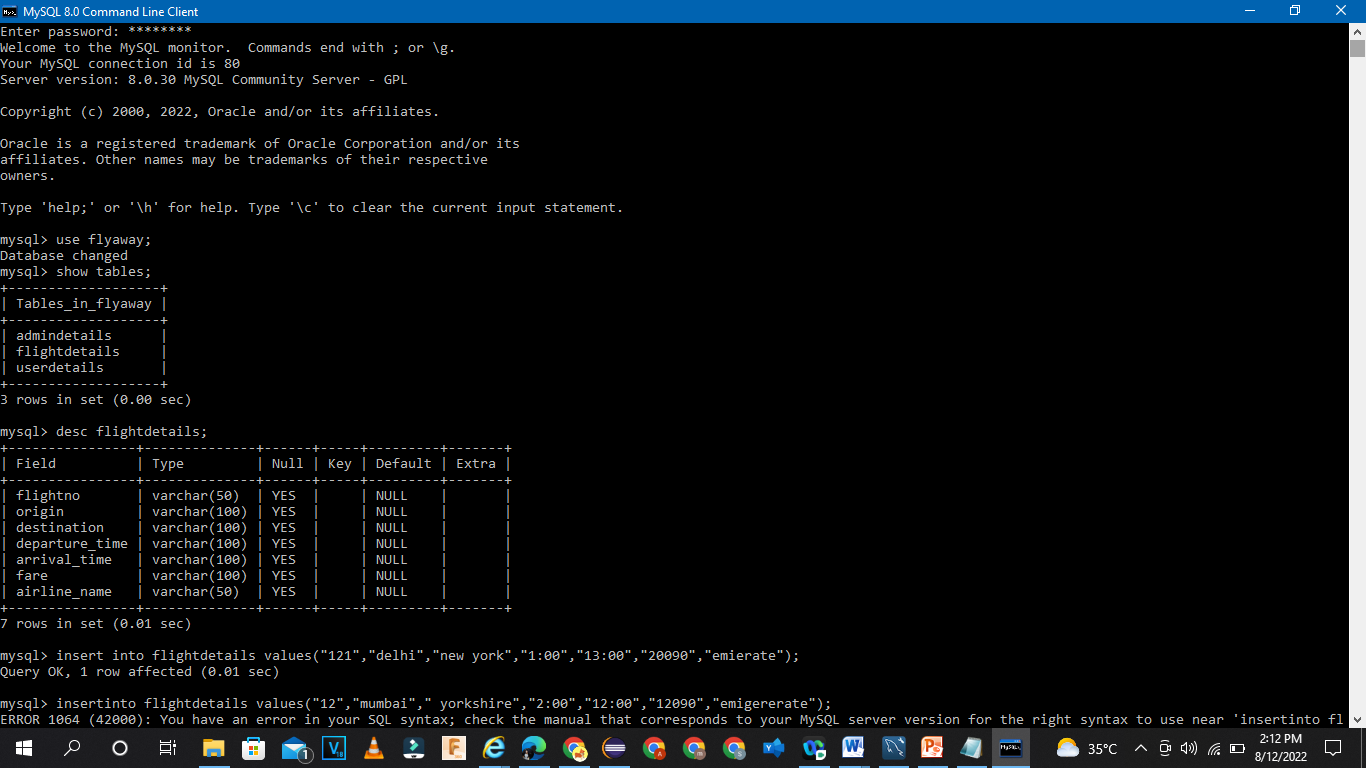 MySQL 8.0 Command Line Client
Enter password: ********
Welcome to the MySQL monitor.  Commands end with ; or \g.
Your MySQL connection id is 80
Server version: 8.0.30 MySQL Community Server - GPL

Copyright (c) 2000, 2022, Oracle and/or its affiliates.

Oracle is a registered trademark of Oracle Corporation and/or its
affiliates. Other names may be trademarks of their respective
owners.

Type 'help;' or '\h' for help. Type '\c' to clear the current input statement.

mysql> use flyaway;
Database changed
mysql> show tables;
+-------------------+
| Tables_in_flyaway |
+-------------------+
| admindetails      |
| flightdetails     |
| userdetails       |
+-------------------+
3 rows in set (0.00 sec)

mysql> desc flightdetails;
+----------------+--------------+------+-----+---------+-------+
| Field          | Type         | Null | Key | Default | Extra |
+----------------+--------------+------+-----+---------+-------+
| flightno       | varchar(50)  | YES  |     | NULL    |       |
| origin         | varchar(100) | YES  |     | NULL    |       |
| destination    | varchar(100) | YES  |     | NULL    |       |
| departure_time | varchar(100) | YES  |     | NULL    |       |
| arrival_time   | varchar(100) | YES  |     | NULL    |       |
| fare           | varchar(100) | YES  |     | NULL    |       |
| airline_name   | varchar(50)  | YES  |     | NULL    |       |
+----------------+--------------+------+-----+---------+-------+
7 rows in set (0.01 sec)

mysql> insert into flightdetails values("121","delhi","new york","1:00","13:00","20090","emierate");
Query OK, 1 row affected (0.01 sec)

mysql> insertinto flightdetails values("12","mumbai"," yorkshire","2:00","12:00","12090","emigererate");
ERROR 1064 (42000): You have an error in your SQL syntax; check the manual that corresponds to your MySQL server version for the right syntax to use near 'insertinto fl
35°C
2:12 PM
8/12/2022